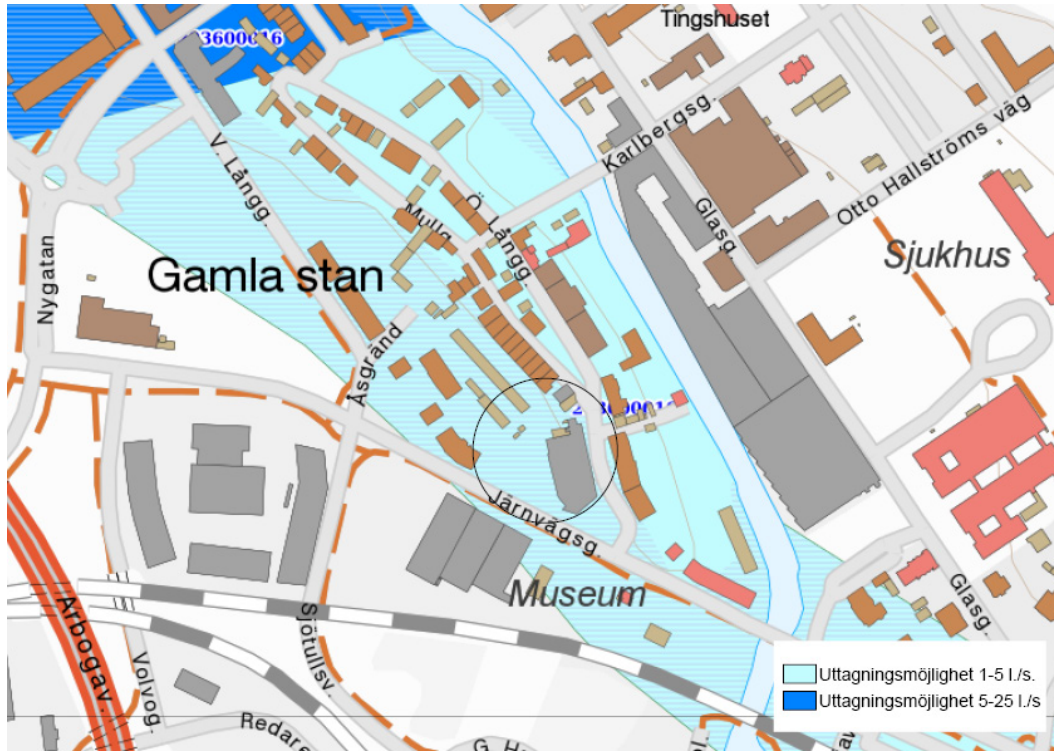 Tingshuset
V. Långg.
Mullg.
Ö. Långg.
Karlbergsg.
Glasg.
Otto Hallströms väg
Sjukhus
Nygatan
Gamla stan
Åsgränd
Järnvägsg.
Museum
Glasg.
Arbogav.
Volvog.
Sjötullsv.
Redare
Uttagningsmöjlighet 1-5 l./s.
Uttagningsmöjlighet 5-25 l./s